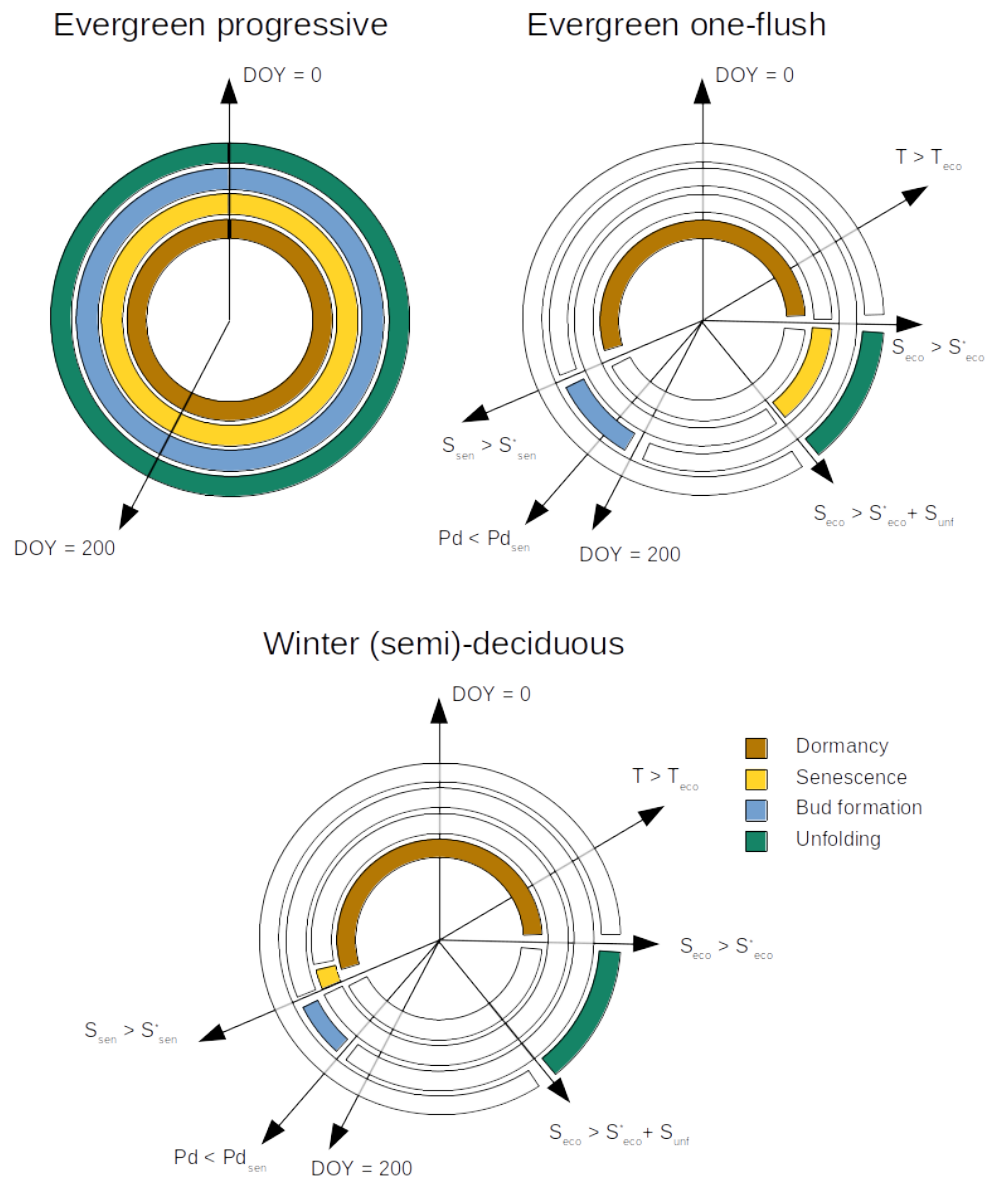 Evergreen progressive
Evergreen one-flush
DOY = 0
DOY = 0
T > Teco
Seco > S*eco
Ssen > S*sen
Seco > S*eco + Sunf
Pd < Pdsen
DOY = 200
DOY = 200
Winter (semi)-deciduous
DOY = 0
T > Teco
Dormancy
Senescence
Bud formation
Unfolding
Seco > S*eco
Ssen > S*sen
Seco > S*eco + Sunf
Pd < Pdsen
DOY = 200